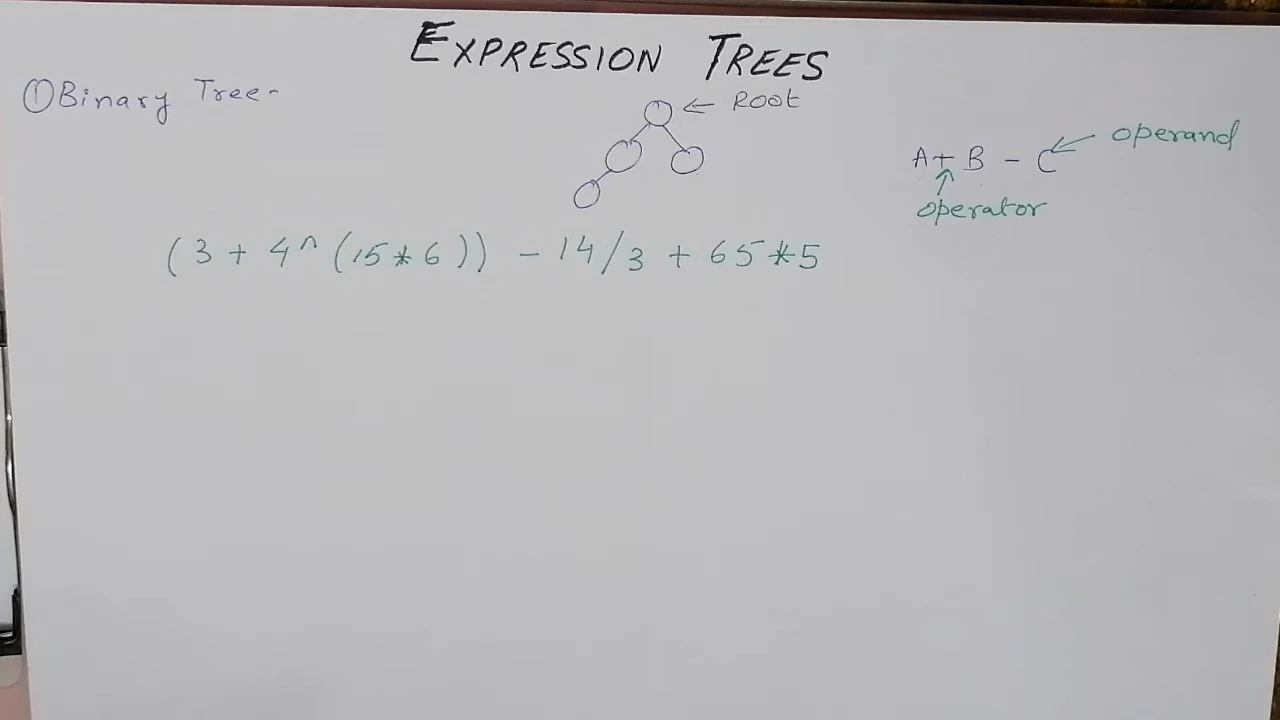 EXPRESSION TREES
① Binary Tree-
← Root
A + B - C ← operand
↑
operator
(3 + 4^(15*6)) - 14/3 + 65*5